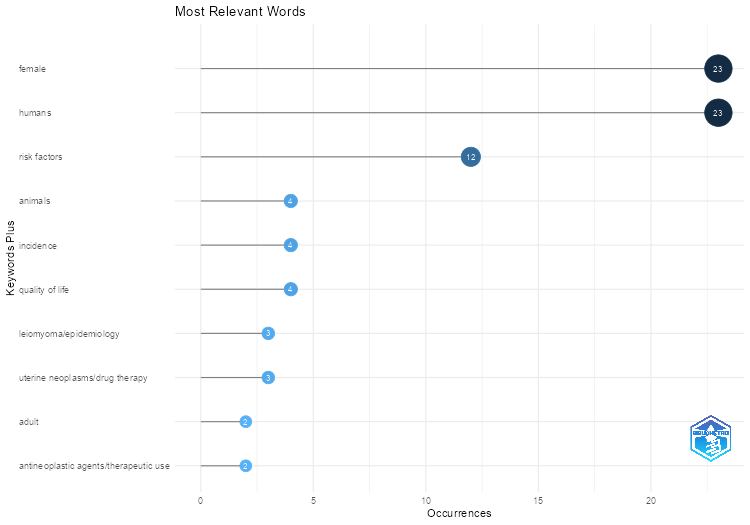 Most Relevant Words
Keywords Plus
female 23
humans 23
risk factors 12
animals 4
incidence 4
quality of life 4
leiomyoma/epidemiology 3
uterine neoplasms/drug therapy 3
adult 2
antineoplastic agents/therapeutic use 2
0 5 10 15 20
Occurrences